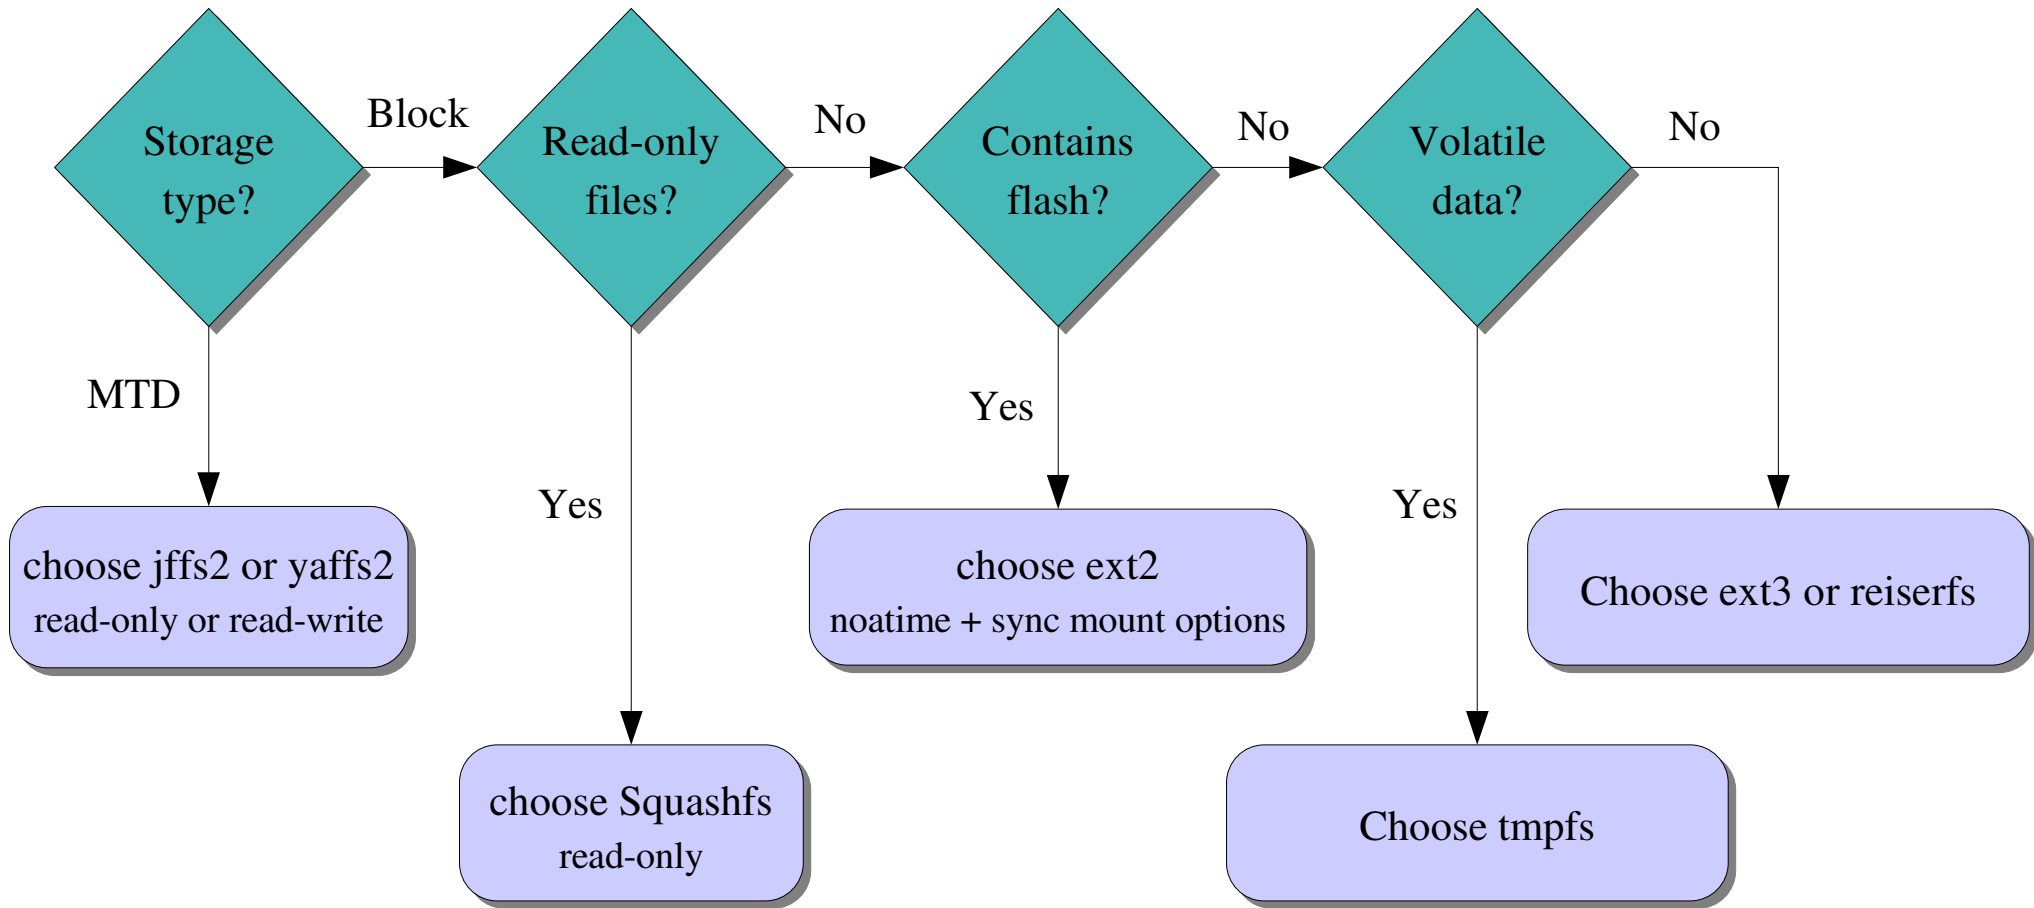 Storage
type?
Block
Read-only
files?
No
Contains
flash?
No
Volatile
data?
No
MTD
Yes
Yes
Yes
choose jffs2 or yaffs2
read-only or read-write
choose ext2
noatime + sync mount options
Choose ext3 or reiserfs
choose Squashfs
read-only
Choose tmpfs